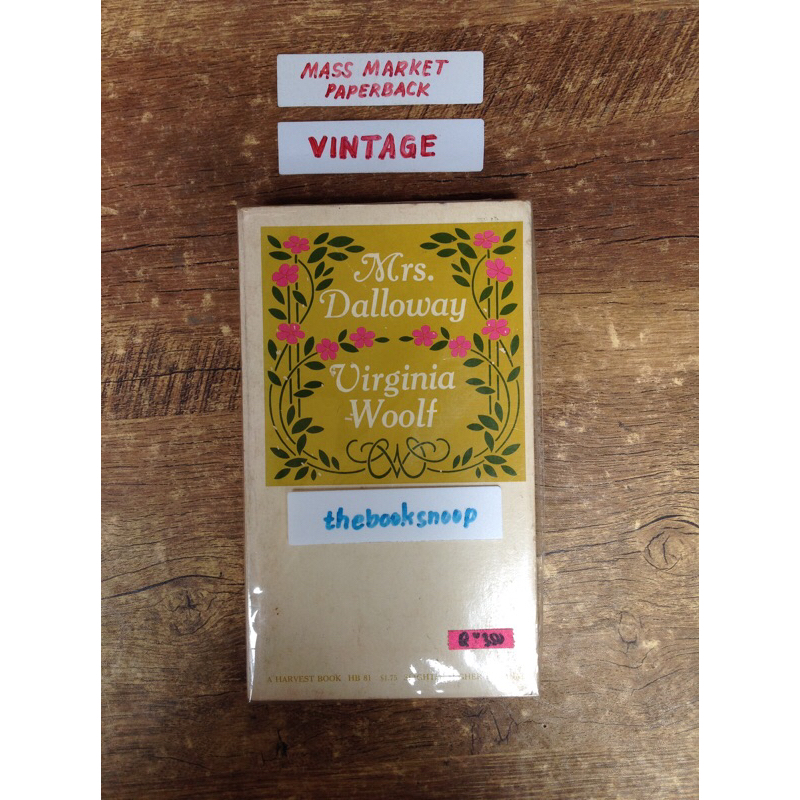 MASS MARKET
PAPERBACK
VINTAGE
Mrs.
Dalloway
Virginia
Woolf
thebooksnoop
A HARVEST BOOK HB 81 $1.75